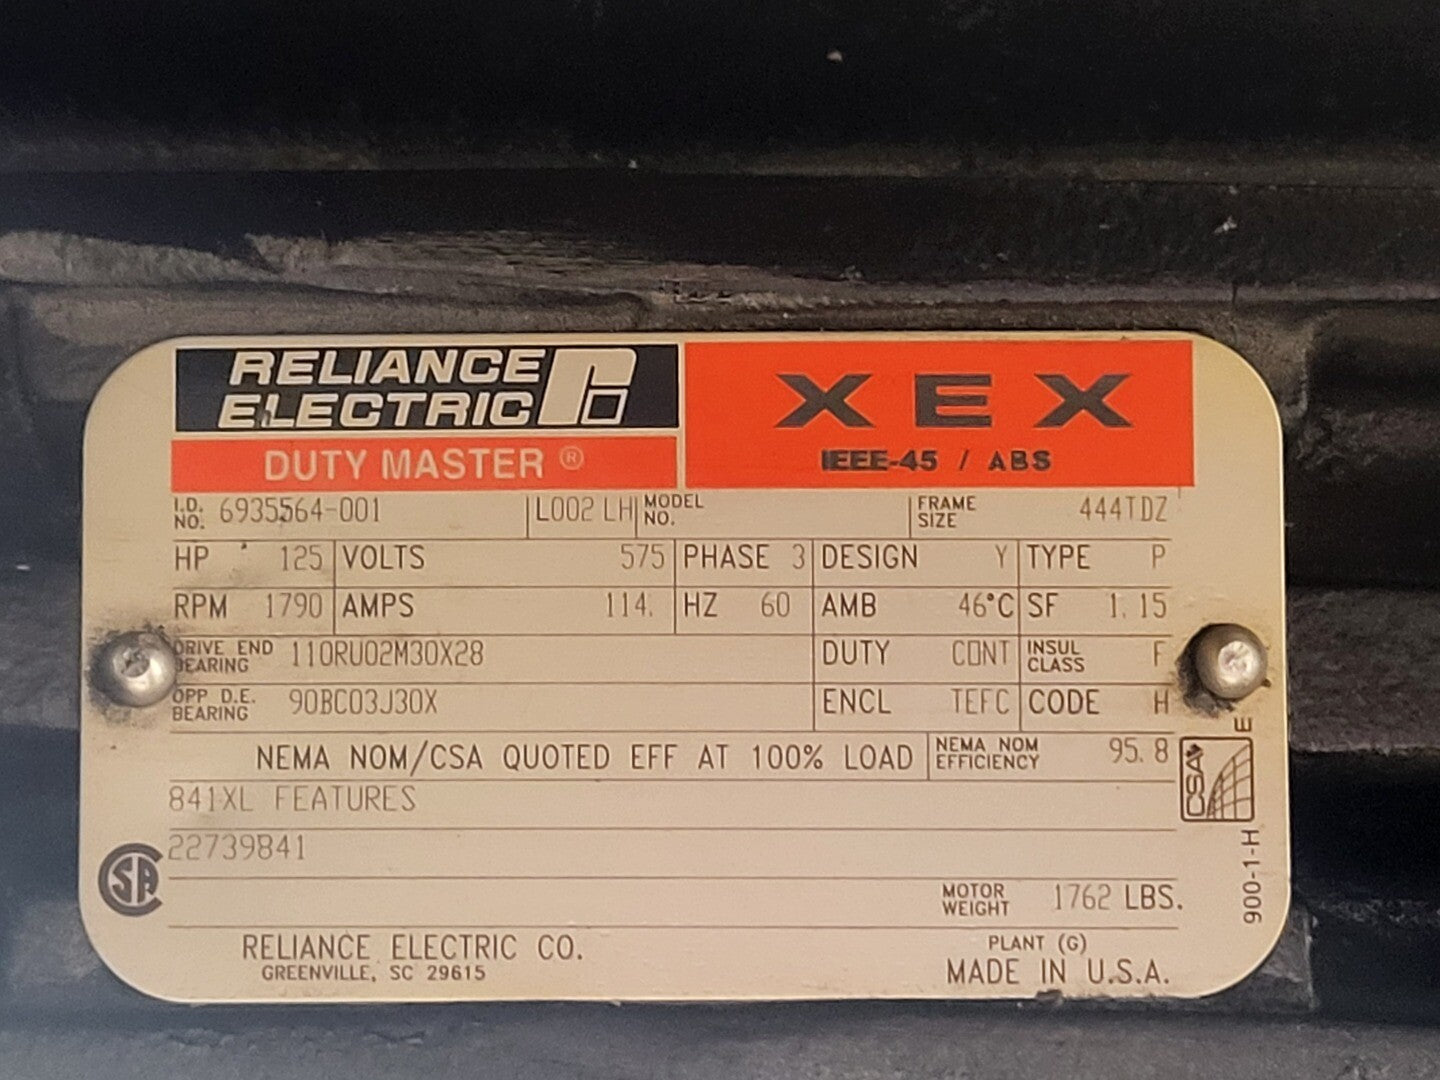 RELIANCE
ELECTRIC
DUTY MASTER ®
XEX
IEEE-45 / ABS
I.D. NO. 6935564-001 L002 LH MODEL NO. FRAME SIZE 444TDZ
HP 125 VOLTS 575 PHASE 3 DESIGN Y TYPE P
RPM 1790 AMPS 114. HZ 60 AMB 46°C SF 1.15
DRIVE END BEARING 110RU02M30X28 DUTY CONT INSUL CLASS F
OPP D.E. BEARING 90BC03J30X ENCL TEFC CODE H
NEMA NOM/CSA QUOTED EFF AT 100% LOAD NEMA NOM EFFICIENCY 95.8
841XL FEATURES
22739841
MOTOR WEIGHT 1762 LBS.
RELIANCE ELECTRIC CO.
GREENVILLE, SC 29615
PLANT (G)
MADE IN U.S.A.
SA
CSA
E
900-1-H